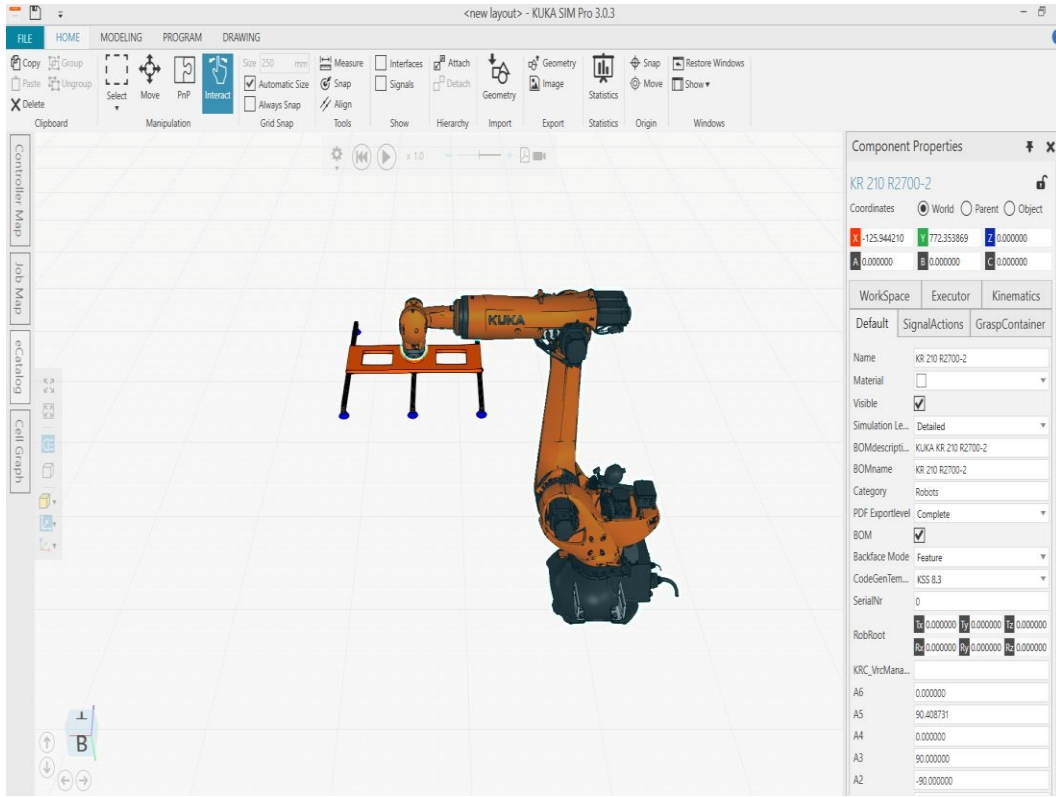 <new layout> - KUKA SIM Pro 3.0.3
FILE HOME MODELING PROGRAM DRAWING
Copy Group
Paste Ungroup
Delete
Clipboard
Select Move PnP Interact
Manipulation
Size 250 mm
Automatic Size
Always Snap
Grid Snap
Measure
Snap
Align
Tools
Interfaces
Signals
Show
Attach
Detach
Hierarchy
Geometry
Import
Geometry
Image
Export
Statistics
Statistics
Snap
Move
Origin
Restore Windows
Show
Windows
Controller Map
Job Map
eCatalog
Cell Graph
x 1.0
KUKA
T
B
Component Properties
KR 210 R2700-2
Coordinates World Parent Object
X -125.944210 Y 772.353869 Z 0.000000
A 0.000000 B 0.000000 C 0.000000
WorkSpace Executor Kinematics
Default SignalActions GraspContainer
Name KR 210 R2700-2
Material
Visible
Simulation Le... Detailed
BOMdescripti... KUKA KR 210 R2700-2
BOMname KR 210 R2700-2
Category Robots
PDF Exportlevel Complete
BOM
Backface Mode Feature
CodeGenTem... KSS 8.3
SerialNr 0
RobRoot
Tx 0.000000 Ty 0.000000 Tz 0.000000
Rx 0.000000 Ry 0.000000 Rz 0.000000
KRC_VrcMana...
A6 0.000000
A5 90.408731
A4 0.000000
A3 90.000000
A2 -90.000000